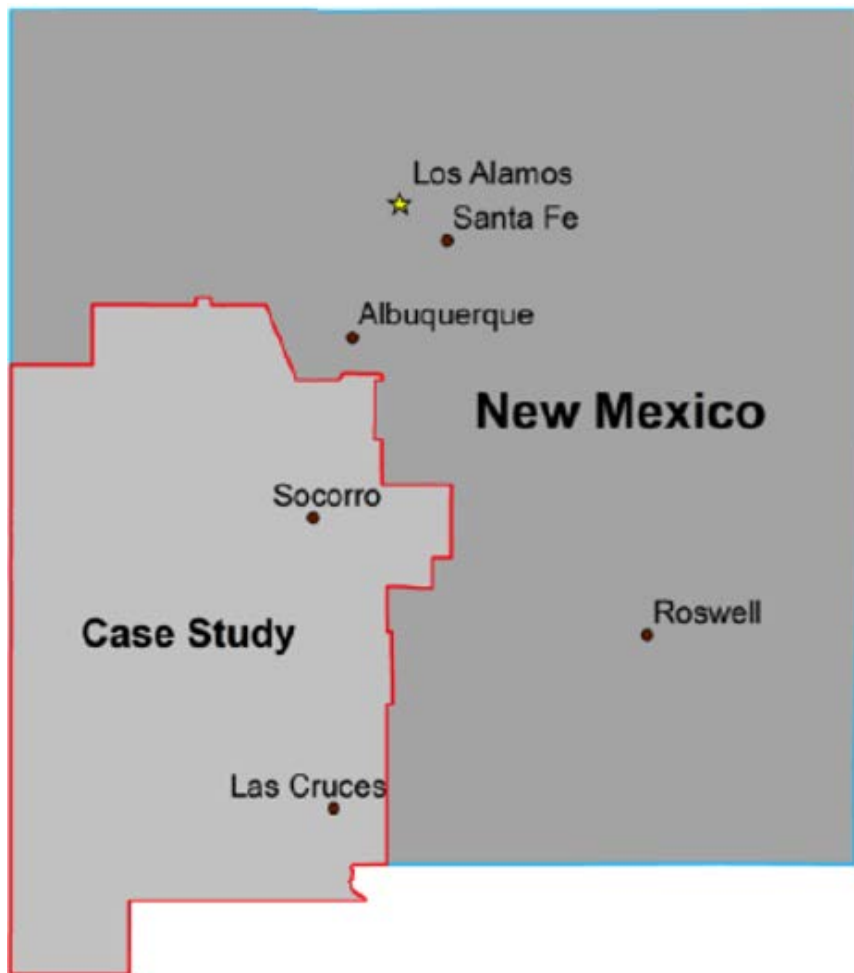 Los Alamos
Santa Fe
Albuquerque
New Mexico
Socorro
Case Study
Roswell
Las Cruces